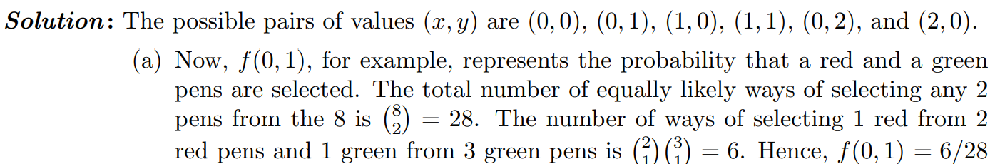 Solution: The possible pairs of values (x, y) are (0, 0), (0, 1), (1, 0), (1, 1), (0, 2), and (2, 0).
(a) Now, f(0, 1), for example, represents the probability that a red and a green
pens are selected. The total number of equally likely ways of selecting any 2
pens from the 8 is \binom{8}{2} = 28. The number of ways of selecting 1 red from 2
red pens and 1 green from 3 green pens is \binom{2}{1}\binom{3}{1} = 6. Hence, f(0, 1) = 6/28